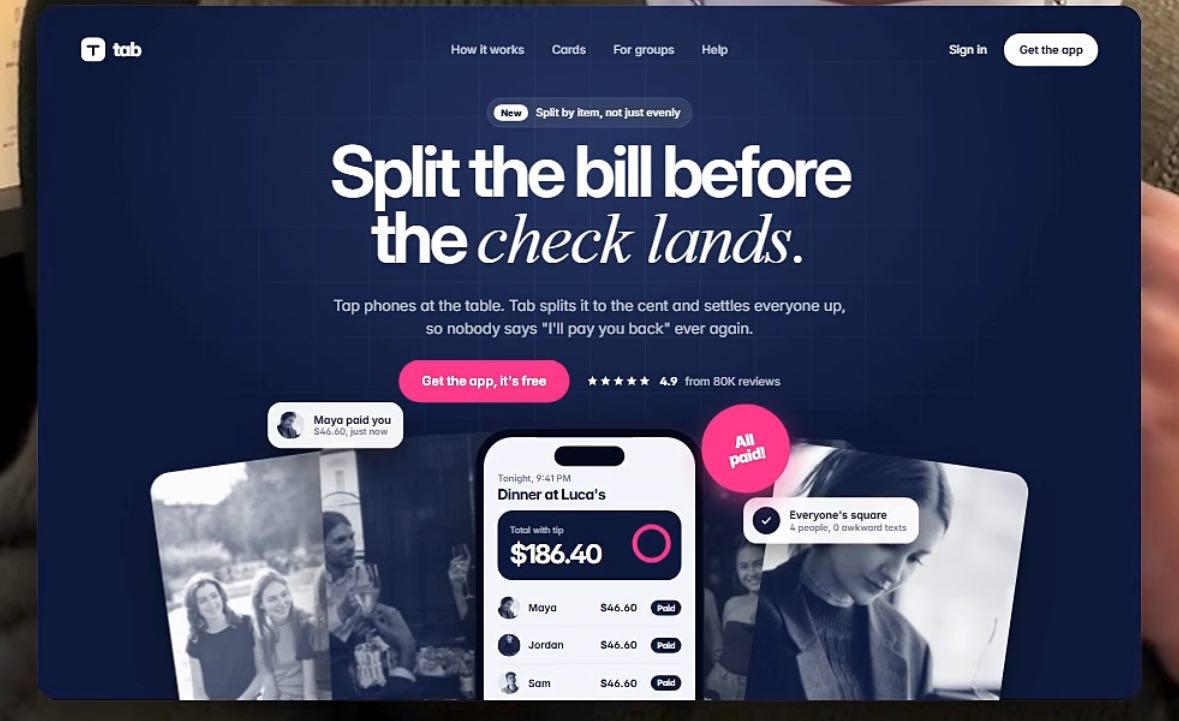 T tab
How it works Cards For groups Help
Sign in Get the app
New Split by item, not just evenly
Split the bill before
the check lands.
Tap phones at the table. Tab splits it to the cent and settles everyone up,
so nobody says "I'll pay you back" ever again.
Get the app, it's free
★★★★★ 4.9 from 80K reviews
Maya paid you
$46.60, just now
All
paid!
Everyone's square
4 people, 0 awkward texts
Tonight, 9:41 PM
Dinner at Luca's
Total with tip
$186.40
Maya $46.60 Paid
Jordan $46.60 Paid
Sam $46.60 Paid